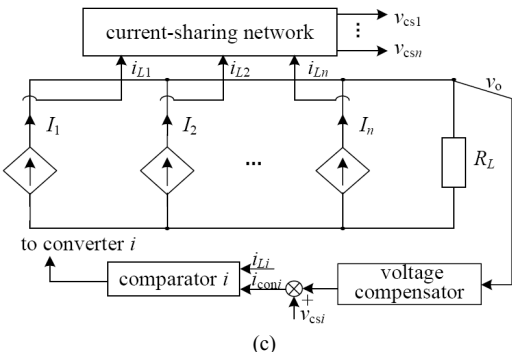 current-sharing network
v_cs1
⋮
v_csn
i_L1 i_L2 i_Ln
v_o
I_1 I_2 ... I_n
R_L
to converter i
comparator i
i_Li
i_coni
+
v_csi
voltage
compensator
(c)